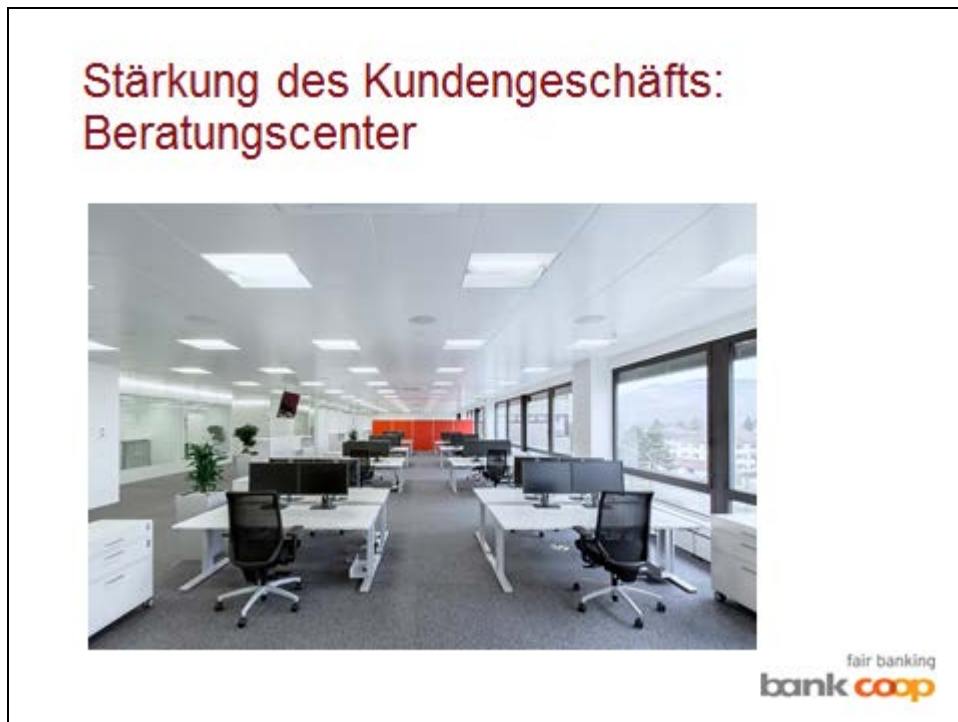 Stärkung des Kundengeschäfts:
Beratungscenter
fair banking
bank coop